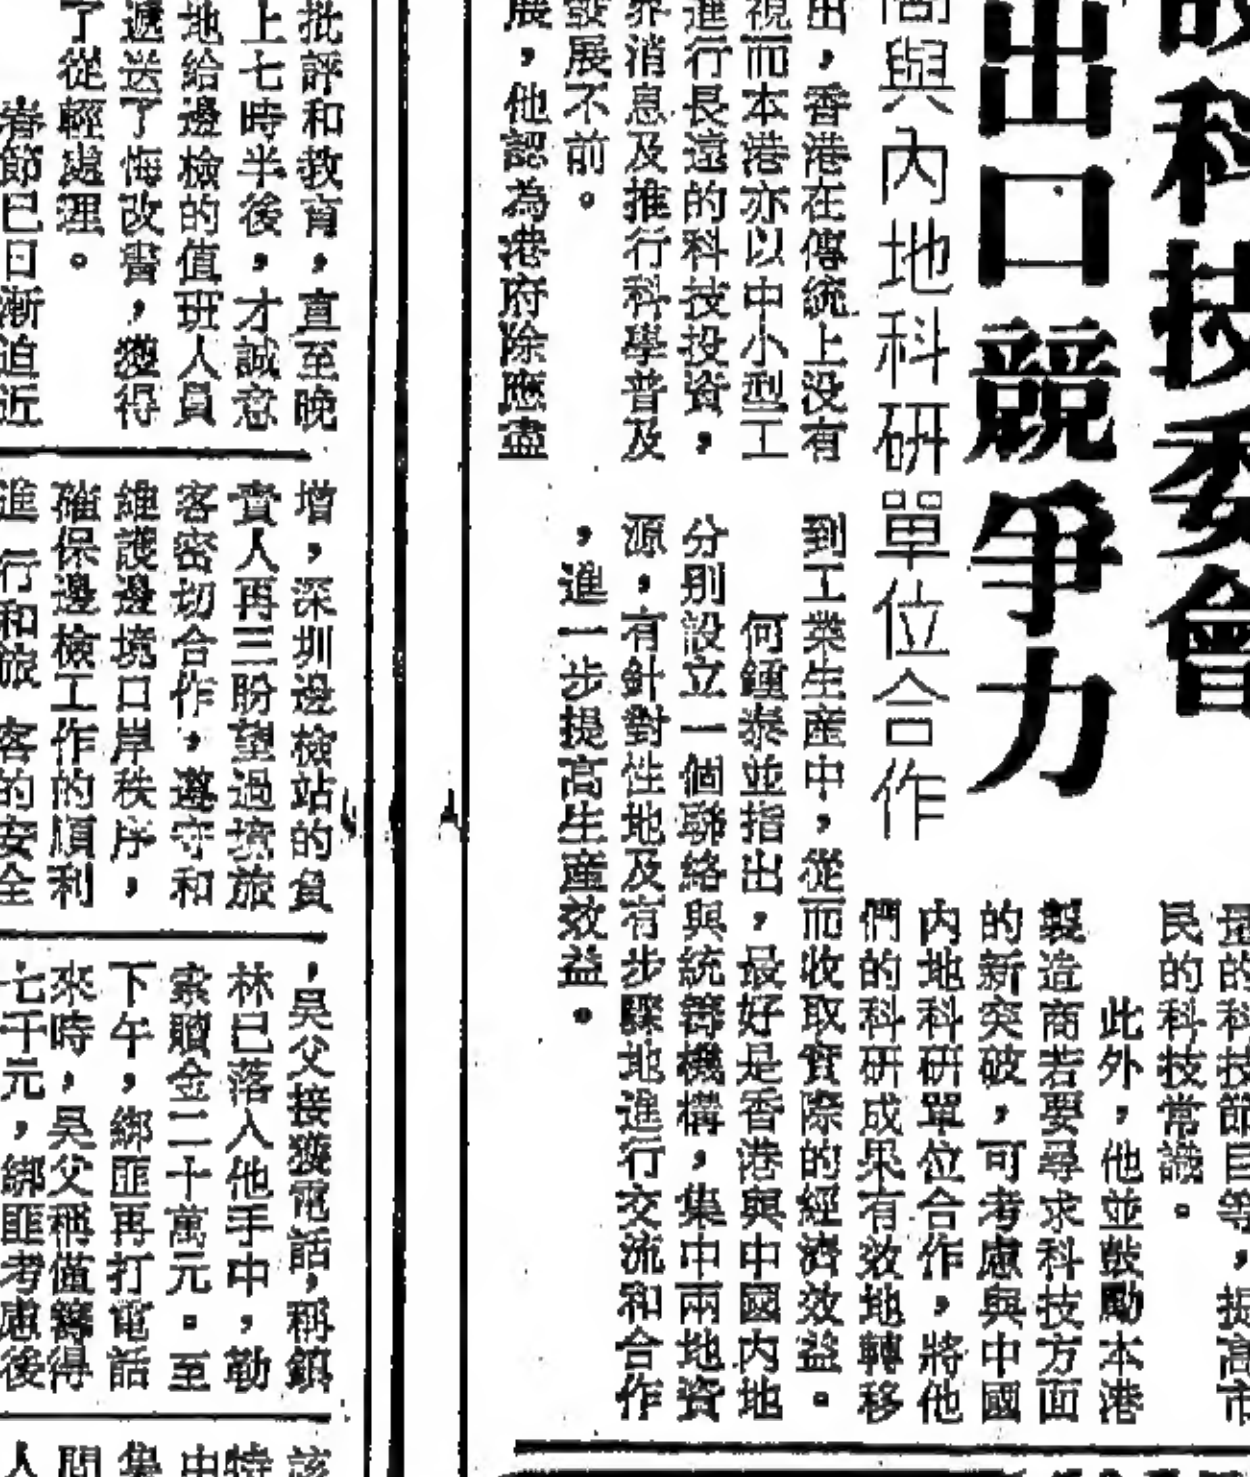 科技委會
出口競爭力
與內地科研單位合作
量的科技節目等，提高市
民的科技常識。
此外，他並鼓勵本港
製造商若要尋求科技方面
的新突破，可考慮與中國
內地科研單位合作，將他
們的科研成果有效地轉移
出，香港在傳統上没有
視而本港亦以中小型工
進行長遠的科技投資，
界消息及推行科學普及
發展不前。
展，他認為港府除應盡
到工業生産中，從而收取實際的經濟效益。
何鍾泰並指出，最好是香港與中國内地
分別設立一個聯絡與統籌機構，集中兩地資
源，有針對性地及有步驟地進行交流和合作
，進一步提高生産效益。
批評和教育，直至晚
上七時半後，才誠意
地給邊檢的值班人員
遞送了悔改書，獲得
了從輕處理。
春節已日漸迫近
增，深圳邊檢站的負
責人再三盼望過境旅
客密切合作，遵守和
維護邊境口岸秩序，
確保邊檢工作的順利
進行和旅客的安全
，吳父接獲電話，稱鎮
林已落入他手中，勒
索贖金二十萬元。至
下午，綁匪再打電話
來時，吳父稱僅籌得
七千元，綁匪考慮後
該
特
由
集
問
人